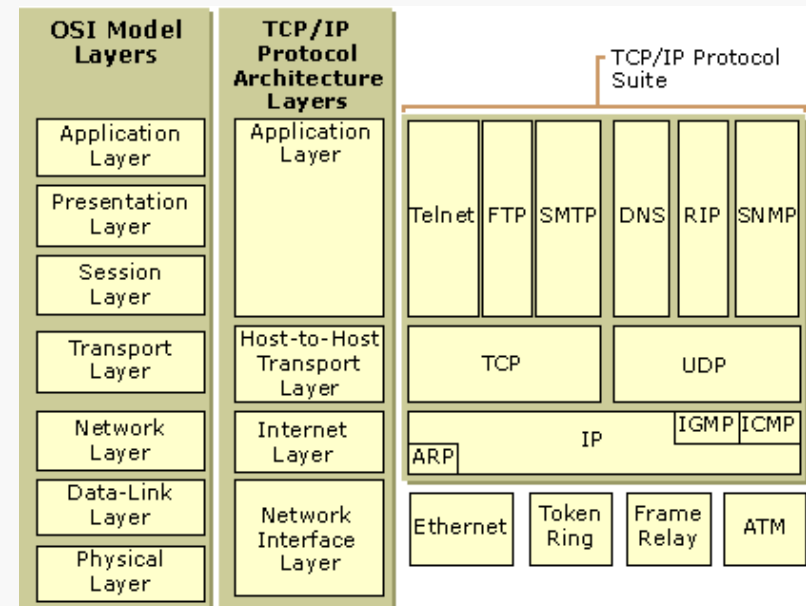 OSI Model
Layers
Application
Layer
Presentation
Layer
Session
Layer
Transport
Layer
Network
Layer
Data-Link
Layer
Physical
Layer
TCP/IP
Protocol
Architecture
Layers
Application
Layer
Host-to-Host
Transport
Layer
Internet
Layer
Network
Interface
Layer
TCP/IP Protocol
Suite
Telnet FTP SMTP DNS RIP SNMP
TCP UDP
IP IGMP ICMP
ARP
Ethernet
Token
Ring
Frame
Relay
ATM